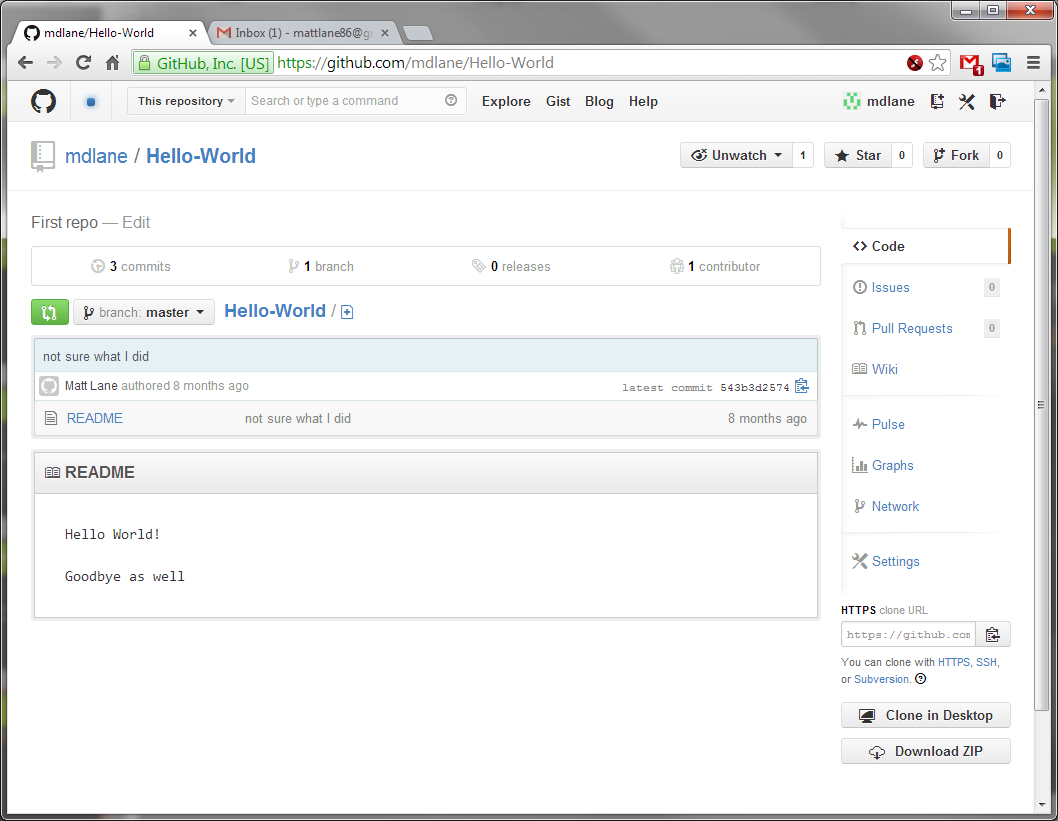 mdlane/Hello-World
Inbox (1) - mattlane86@g
GitHub, Inc. [US] https://github.com/mdlane/Hello-World
1
This repository Search or type a command Explore Gist Blog Help mdlane
mdlane / Hello-World Unwatch 1 Star 0 Fork 0
First repo — Edit
3 commits 1 branch 0 releases 1 contributor
branch: master Hello-World /
not sure what I did
Matt Lane authored 8 months ago latest commit 543b3d2574
README not sure what I did 8 months ago
README
Hello World!
Goodbye as well
Code
Issues 0
Pull Requests 0
Wiki
Pulse
Graphs
Network
Settings
HTTPS clone URL
https://github.com
You can clone with HTTPS, SSH,
or Subversion.
Clone in Desktop
Download ZIP